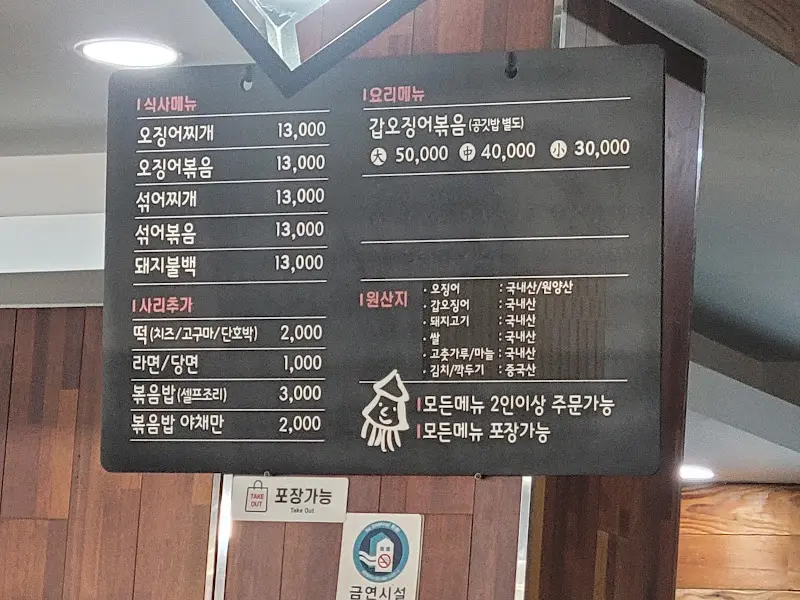 식사메뉴
오징어찌개 13,000
오징어볶음 13,000
섞어찌개 13,000
섞어볶음 13,000
돼지불백 13,000
사리추가
떡(치즈/고구마/단호박) 2,000
라면/당면 1,000
볶음밥(셀프조리) 3,000
볶음밥 야채만 2,000
요리메뉴
갑오징어볶음(공깃밥 별도)
大 50,000 中 40,000 小 30,000
원산지
· 오징어 : 국내산/원양산
· 갑오징어 : 국내산
· 돼지고기 : 국내산
· 쌀 : 국내산
· 고춧가루/마늘 : 국내산
· 김치/깍두기 : 중국산
모든메뉴 2인이상 주문가능
모든메뉴 포장가능
TAKE OUT
포장가능
Take Out
금연시설